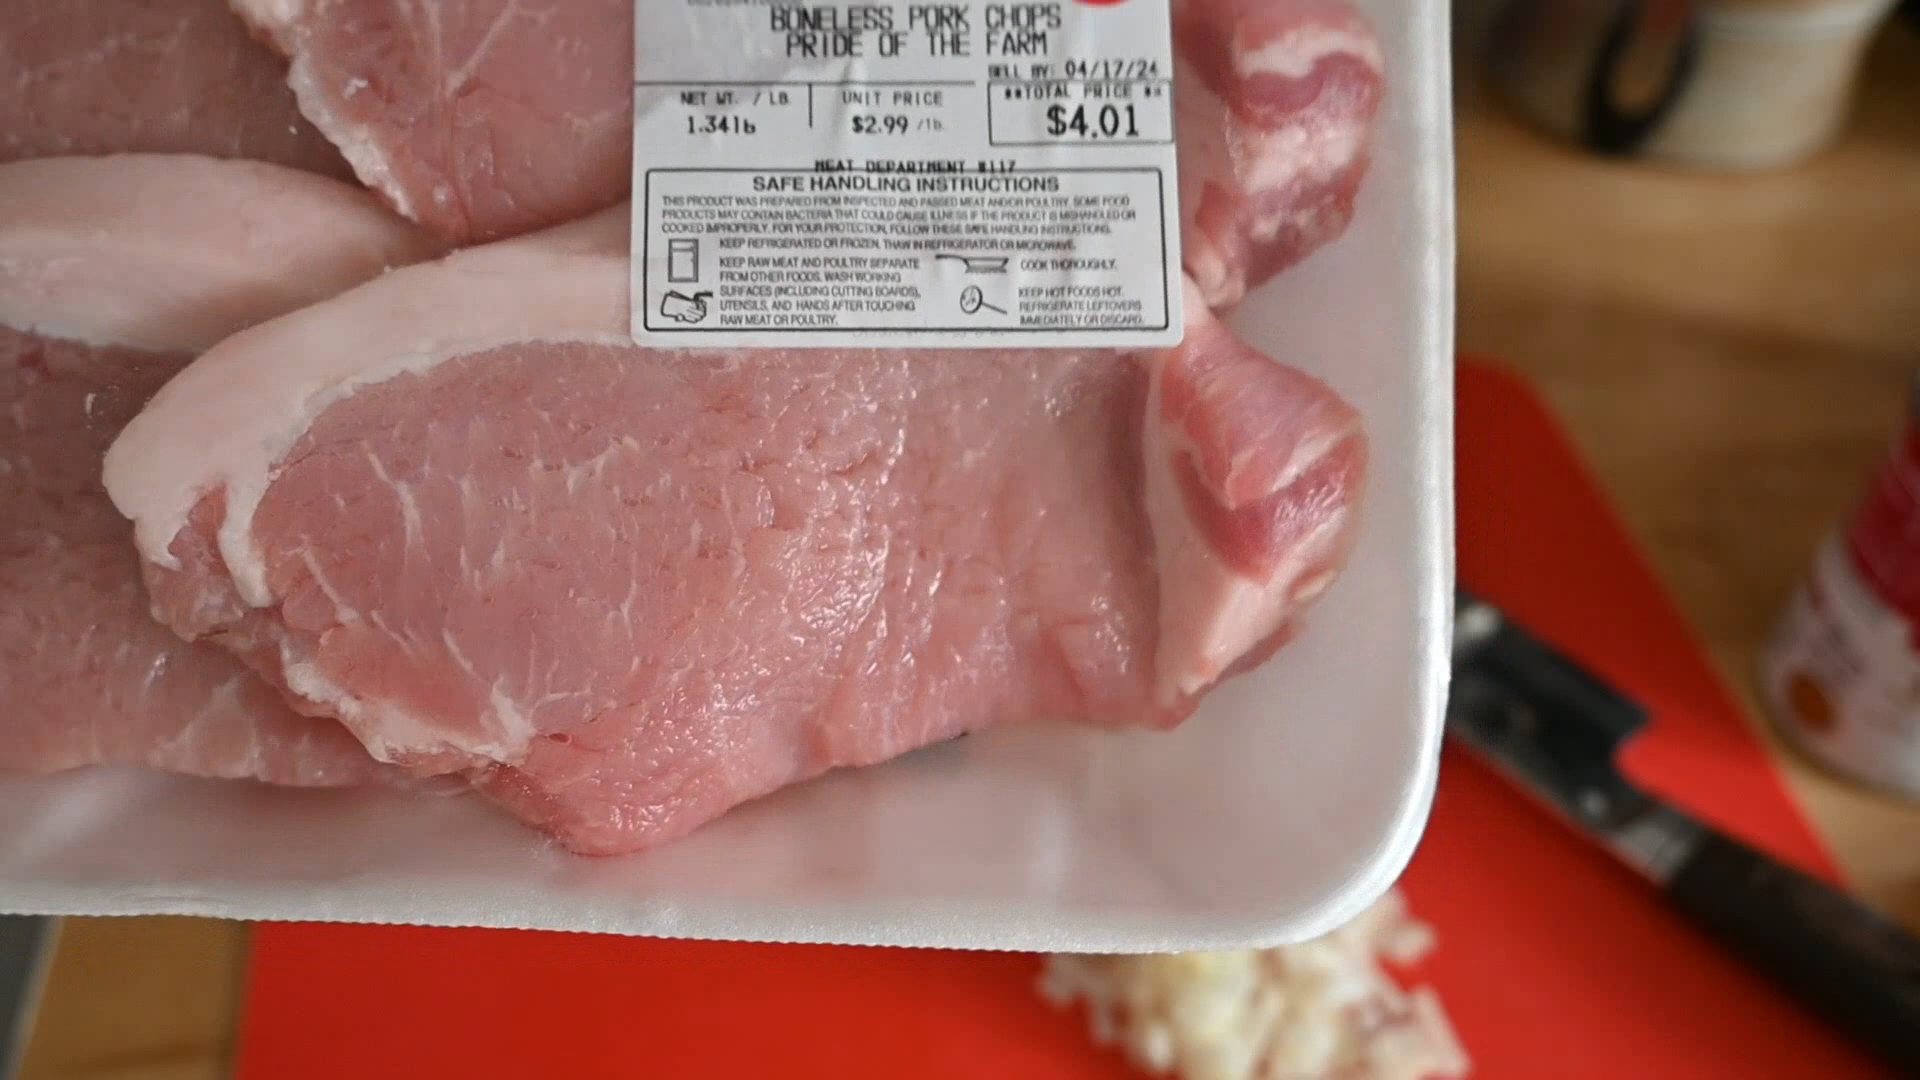 BONELESS PORK CHOPS
PRIDE OF THE FARM
SELL BY: 04/17/24
NET WT. / LB. UNIT PRICE **TOTAL PRICE **
1.34lb $2.99 /lb. $4.01
MEAT DEPARTMENT #117
SAFE HANDLING INSTRUCTIONS
THIS PRODUCT WAS PREPARED FROM INSPECTED AND PASSED MEAT AND/OR POULTRY. SOME FOOD
PRODUCTS MAY CONTAIN BACTERIA THAT COULD CAUSE ILLNESS IF THE PRODUCT IS MISHANDLED OR
COOKED IMPROPERLY. FOR YOUR PROTECTION, FOLLOW THESE SAFE HANDLING INSTRUCTIONS.
KEEP REFRIGERATED OR FROZEN. THAW IN REFRIGERATOR OR MICROWAVE.
KEEP RAW MEAT AND POULTRY SEPARATE
FROM OTHER FOODS. WASH WORKING
SURFACES (INCLUDING CUTTING BOARDS),
UTENSILS, AND HANDS AFTER TOUCHING
RAW MEAT OR POULTRY.
COOK THOROUGHLY.
KEEP HOT FOODS HOT.
REFRIGERATE LEFTOVERS
IMMEDIATELY OR DISCARD.